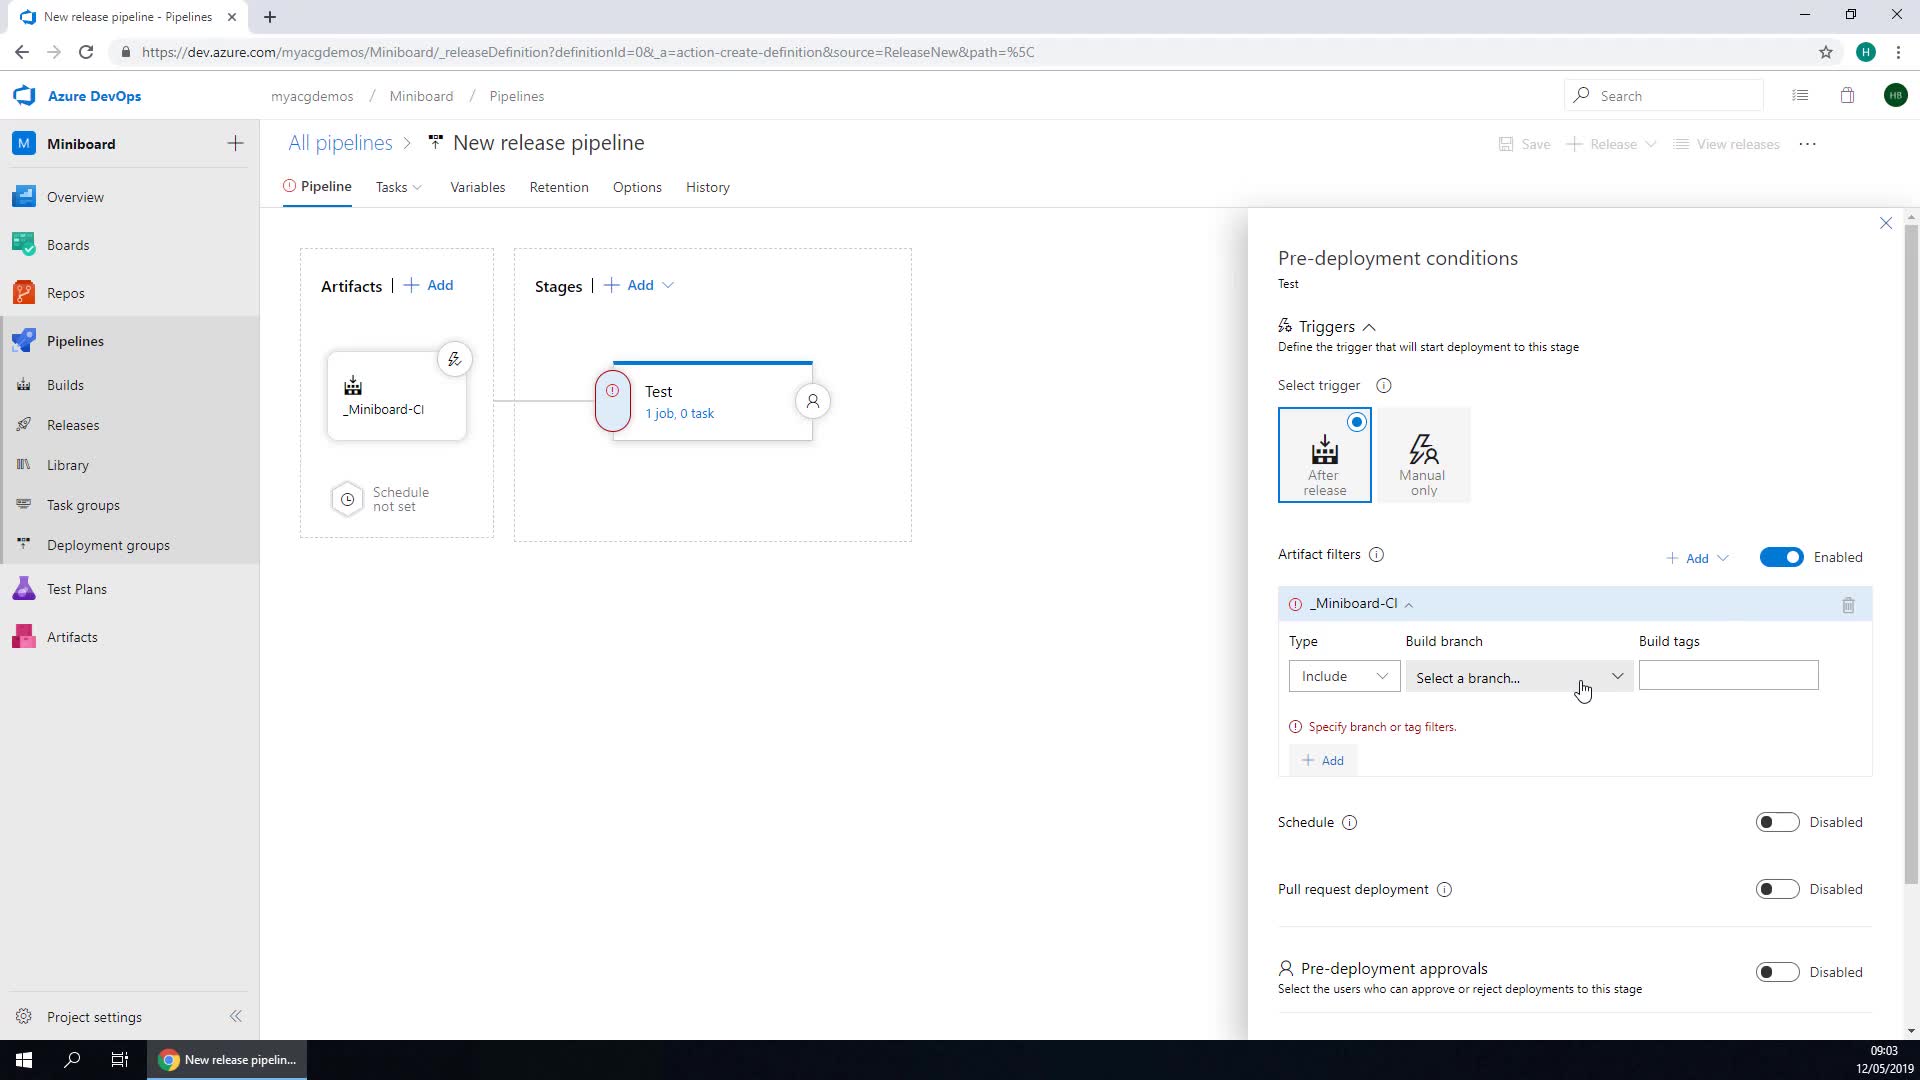 New release pipeline - Pipelines
https://dev.azure.com/myacgdemos/Miniboard/_releaseDefinition?definitionId=0&_a=action-create-definition&source=ReleaseNew&path=%5C
H
Azure DevOps
myacgdemos / Miniboard / Pipelines
Search
HB
M Miniboard
All pipelines > New release pipeline
Save
Release
View releases
Pipeline
Tasks
Variables
Retention
Options
History
Overview
Boards
Repos
Pipelines
Builds
Releases
Library
Task groups
Deployment groups
Test Plans
Artifacts
Project settings
Artifacts | + Add
_Miniboard-CI
Schedule
not set
Stages | + Add
Test
1 job, 0 task
Pre-deployment conditions
Test
Triggers
Define the trigger that will start deployment to this stage
Select trigger
After
release
Manual
only
Artifact filters
+ Add
Enabled
_Miniboard-CI
Type
Build branch
Build tags
Include
Select a branch...
Specify branch or tag filters.
+ Add
Schedule
Disabled
Pull request deployment
Disabled
Pre-deployment approvals
Disabled
Select the users who can approve or reject deployments to this stage
New release pipelin...
09:03
12/05/2019